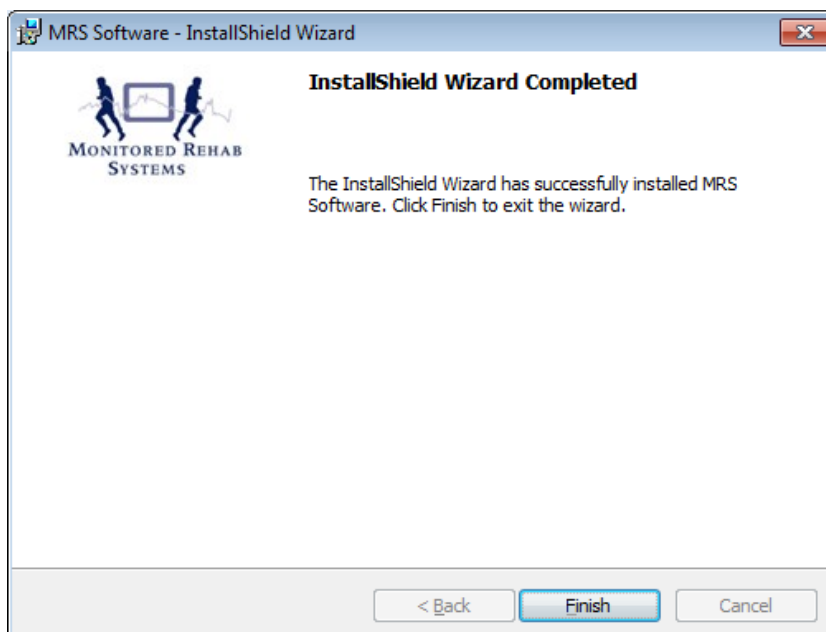 MRS Software - InstallShield Wizard
MONITORED REHAB
SYSTEMS
InstallShield Wizard Completed
The InstallShield Wizard has successfully installed MRS
Software. Click Finish to exit the wizard.
< Back
Finish
Cancel